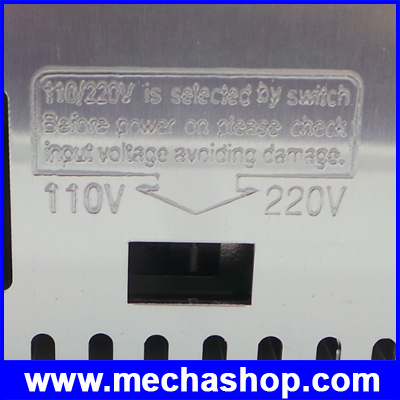 110/220V is selected by switch
Before power on please check
input voltage avoiding damage.
110V 220V
www.mechashop.com